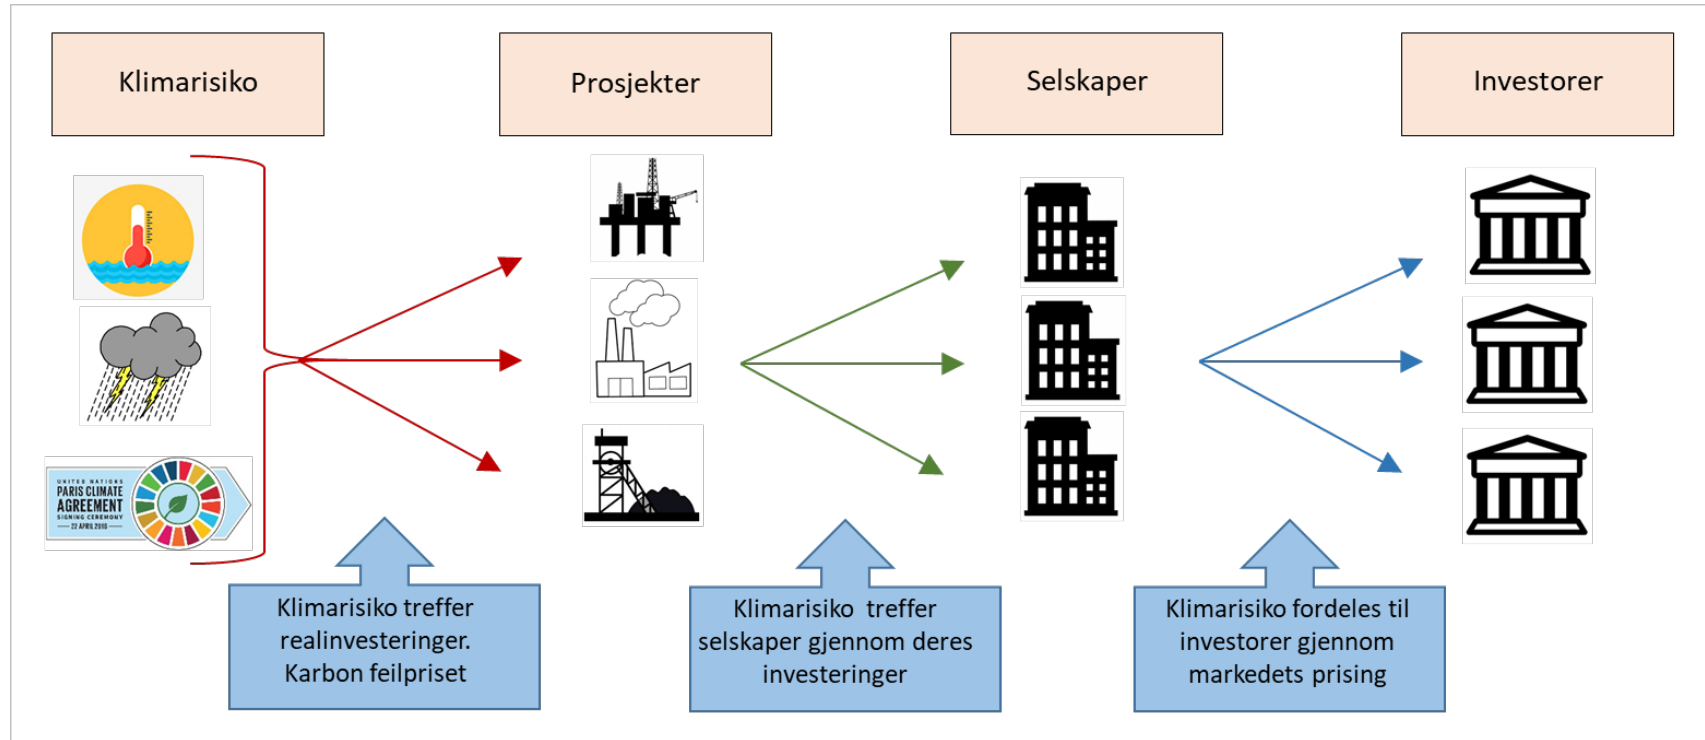 Klimarisiko
Prosjekter
Selskaper
Investorer
UNITED NATIONS
PARIS CLIMATE
AGREEMENT
SIGNING CEREMONY
22 APRIL 2016
Klimarisiko treffer
realinvesteringer.
Karbon feilpriset
Klimarisiko treffer
selskaper gjennom deres
investeringer
Klimarisiko fordeles til
investorer gjennom
markedets prising